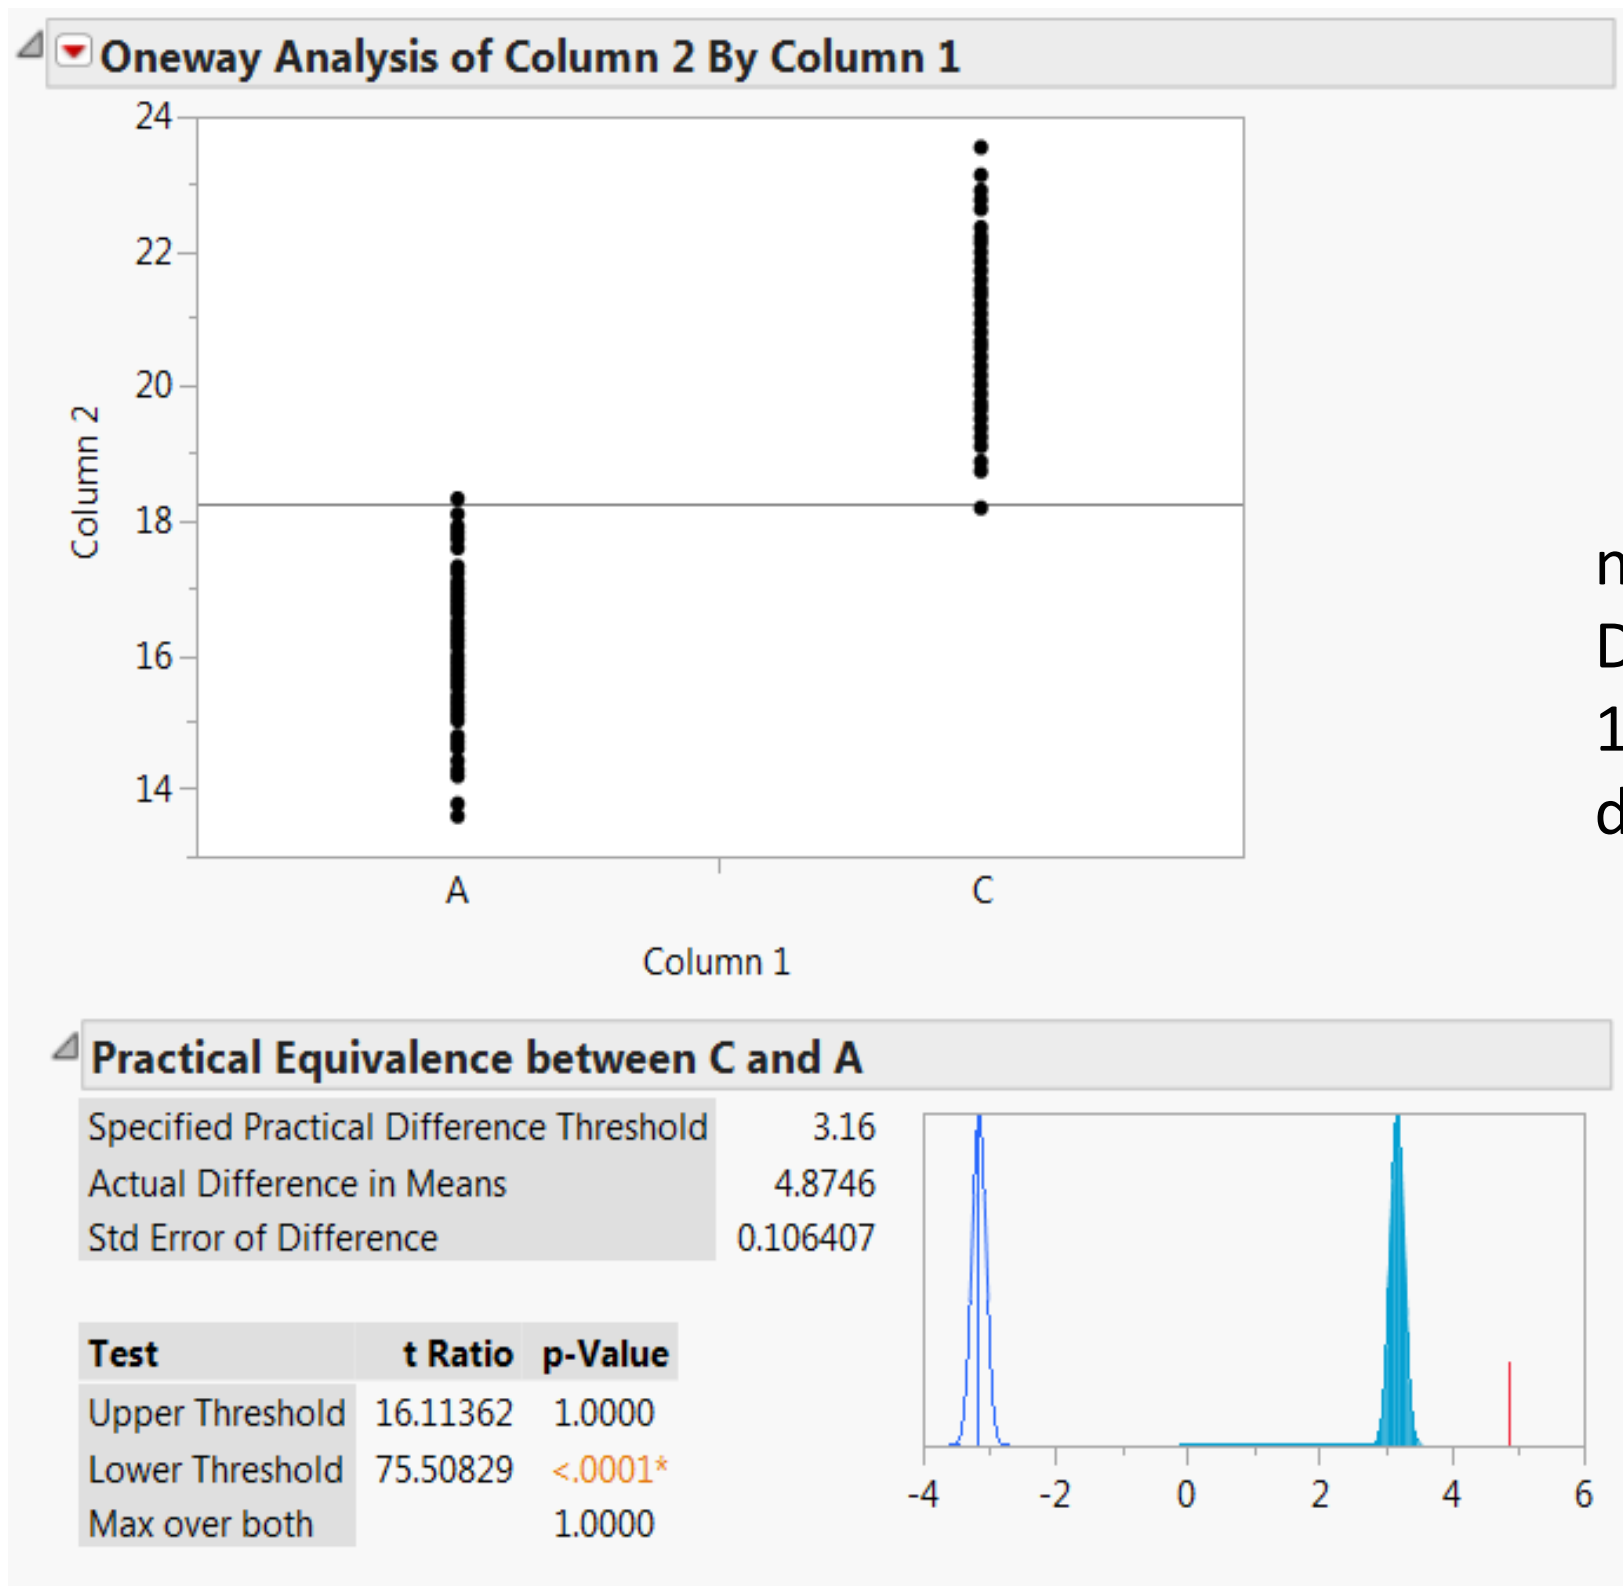 Oneway Analysis of Column 2 By Column 1
24
22
20
18
16
14
Column 2
A C
Column 1
Practical Equivalence between C and A
Specified Practical Difference Threshold 3.16
Actual Difference in Means 4.8746
Std Error of Difference 0.106407
Test t Ratio p-Value
Upper Threshold 16.11362 1.0000
Lower Threshold 75.50829 <.0001*
Max over both 1.0000
-4 -2 0 2 4 6